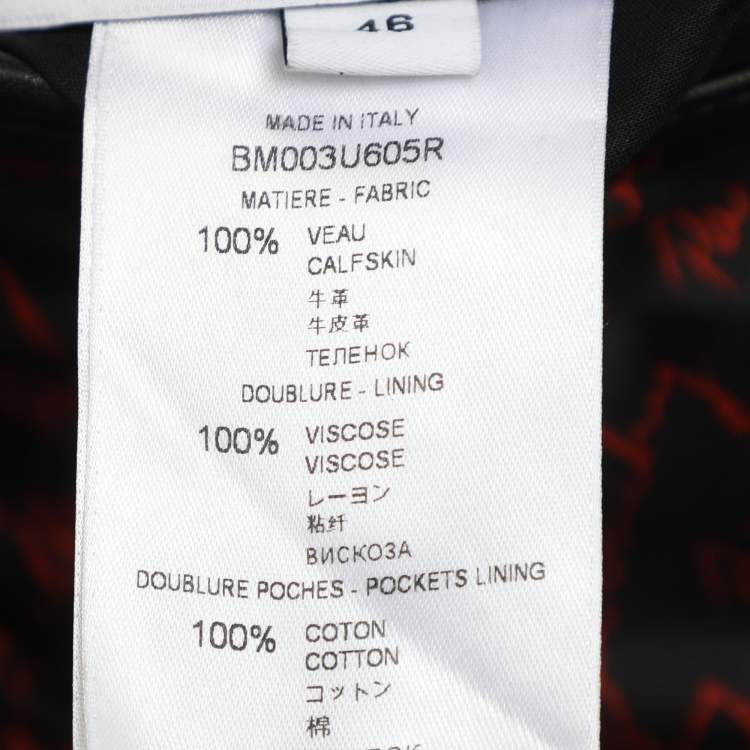 46
MADE IN ITALY
BM003U605R
MATIERE - FABRIC
100% VEAU
CALFSKIN
牛革
牛皮革
ТЕЛЕНОК
DOUBLURE - LINING
100% VISCOSE
VISCOSE
レーヨン
粘纤
ВИСКОЗА
DOUBLURE POCHES - POCKETS LINING
100% COTON
COTTON
コットン
棉